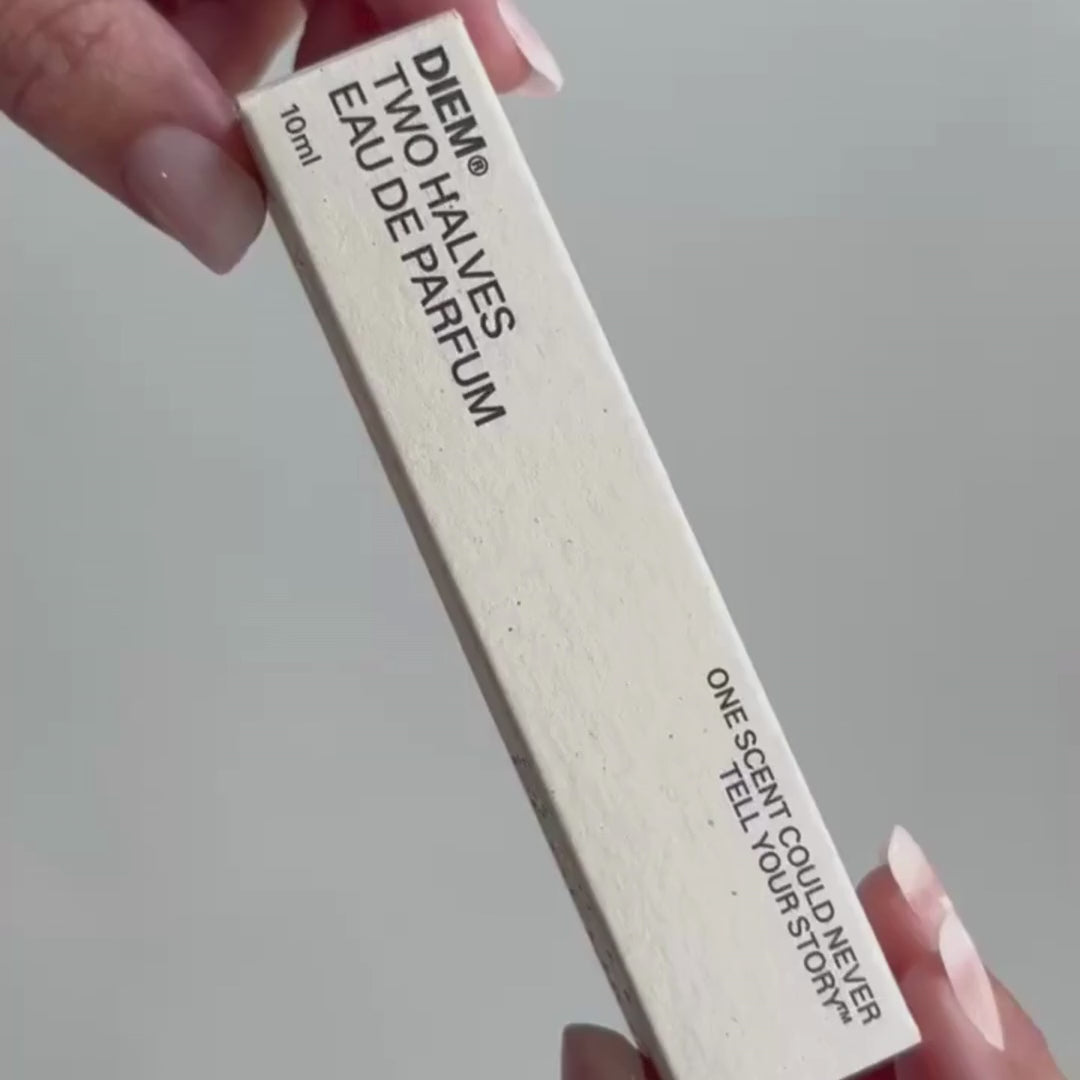 DIEM®
TWO HALVES
EAU DE PARFUM
10ml
ONE SCENT COULD NEVER
TELL YOUR STORY™